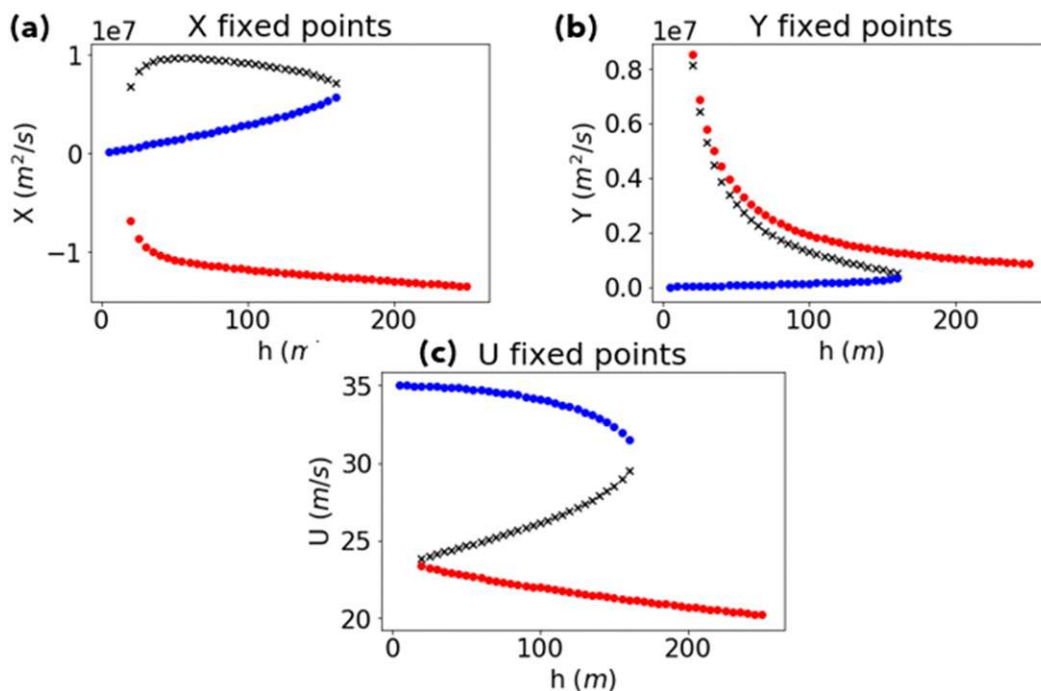 (a)
X fixed points
1e7
X (m²/s)
1
0
−1
0
100
200
(b)
Y fixed points
1e7
Y (m²/s)
0.8
0.6
0.4
0.2
0.0
0
100
200
h (m)
(c)
U fixed points
U (m/s)
35
30
25
20
0
100
200
h (m)